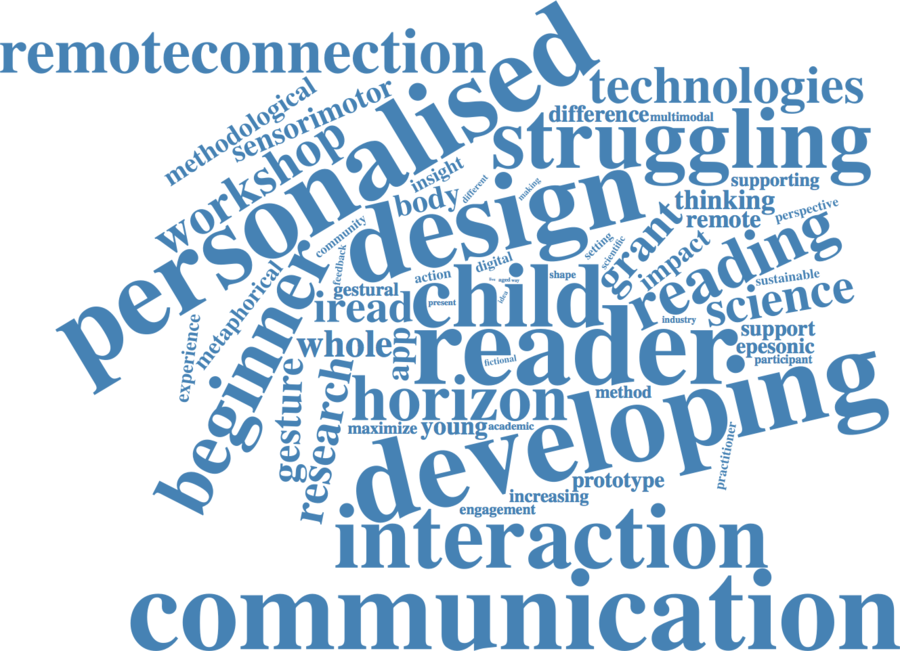 remoteconnection
personalised
technologies
methodological
sensorimotor
difference
multimodal
struggling
workshop
insight
different
making
supporting
body
design
thinking
remote
perspective
community
grant
setting
scientific
impact
reading
feedback
digital
metaphorical
beginner
action
shape
aged
way
idea
sustainable
gestural
iread
present
child
industry
science
experience
whole
app
reader
fictional
support
epesonic
participant
gesture
research
horizon
method
developing
maximize
young
academic
practitioner
prototype
increasing
engagement
interaction
communication